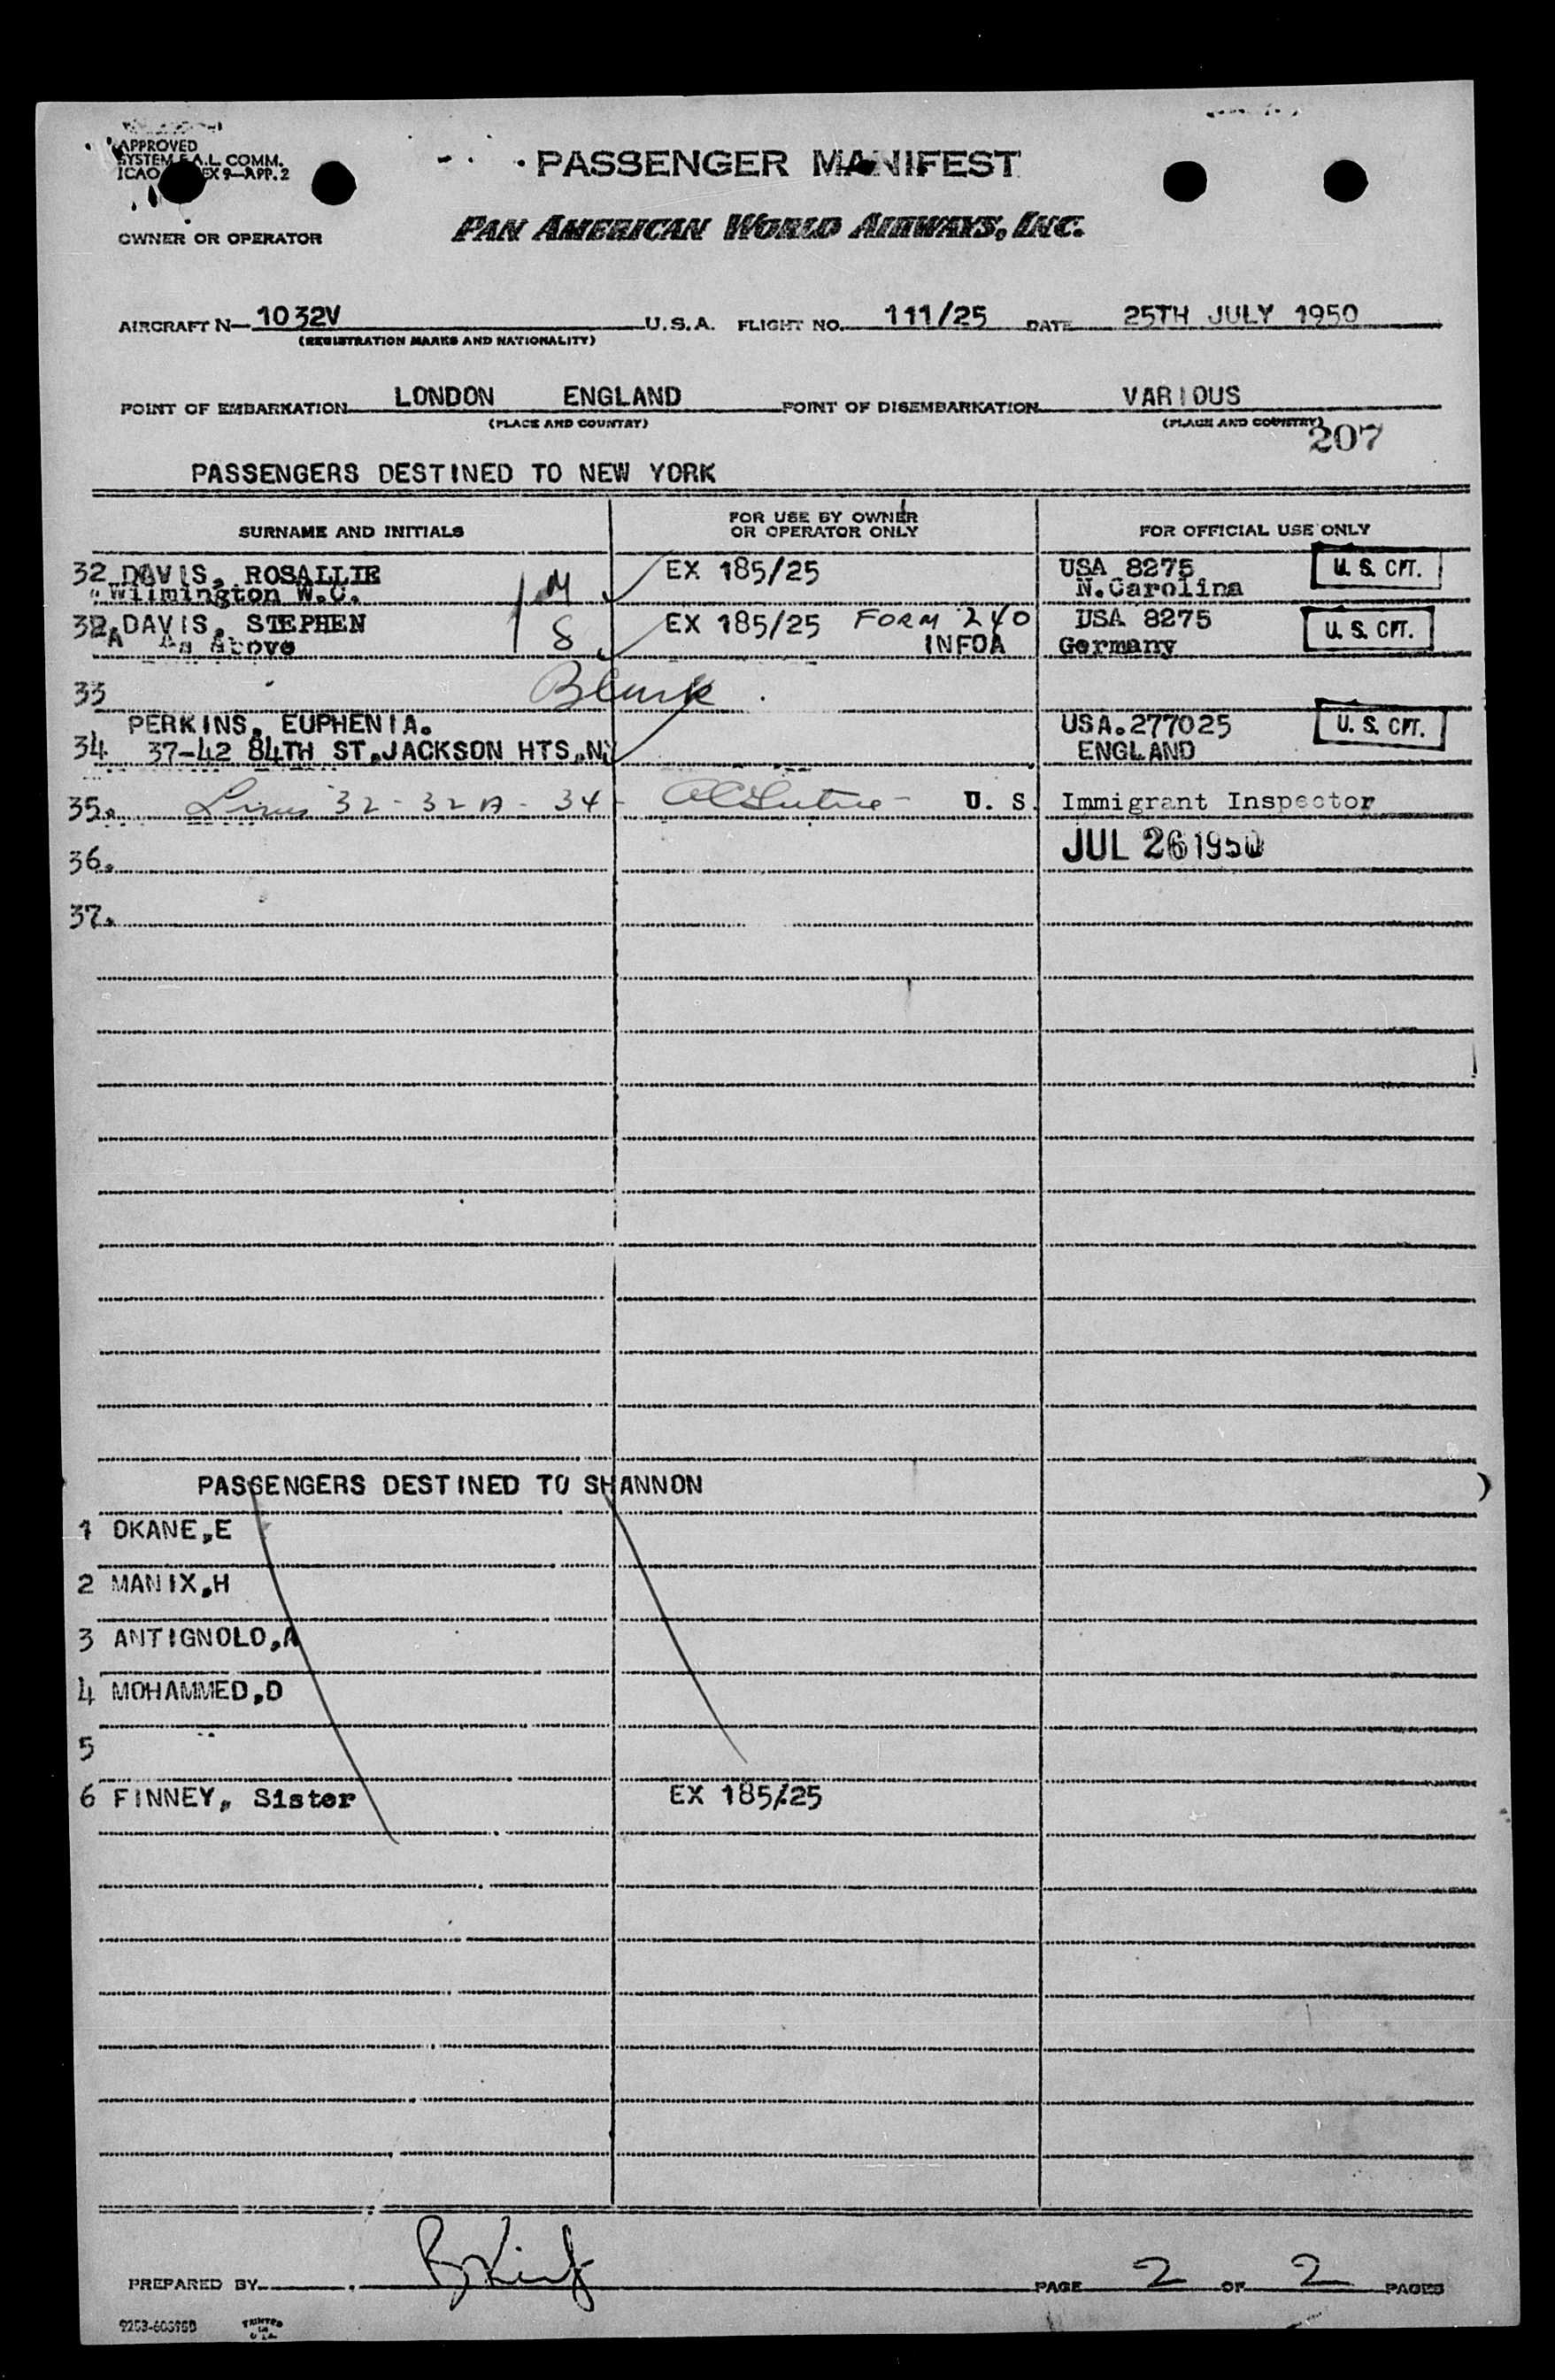 APPROVED
SYSTEM F.A.L. COMM.
ICAO EX 9-APP. 2
PASSENGER MANIFEST
OWNER OR OPERATOR PAN AMERICAN WORLD AIRWAYS, INC.
AIRCRAFT N- 1032V U.S.A. FLIGHT NO. 111/25 DATE 25TH JULY 1950
(REGISTRATION MARKS AND NATIONALITY)
POINT OF EMBARKATION LONDON ENGLAND POINT OF DISEMBARKATION VARIOUS
(PLACE AND COUNTRY) (PLACE AND COUNTRY)
207
PASSENGERS DESTINED TO NEW YORK
SURNAME AND INITIALS FOR USE BY OWNER OR OPERATOR ONLY FOR OFFICIAL USE ONLY
32 DAVIS, ROSALLIE 1 M EX 185/25 USA 8275 U. S. CIT.
Wilmington W.C. N.Carolina
32A DAVIS, STEPHEN 1 S EX 185/25 FORM 240 USA 8275 U. S. CIT.
As Above INFOA Germany
33 Blank
PERKINS, EUPHENIA. USA.277025 U. S. CIT.
34 37-42 84TH ST.JACKSON HTS.NY ENGLAND
35. Lines 32 - 32A - 34 - U. S. Immigrant Inspector
36. JUL 26 1950
37.
PASSENGERS DESTINED TO SHANNON
1 OKANE,E
2 MANIX,H
3 ANTIGNOLO,A
4 MOHAMMED,D
5
6 FINNEY, Sister EX 185/25
PREPARED BY PAGE 2 OF 2 PAGES
PRINTED
IN
U.S.A.